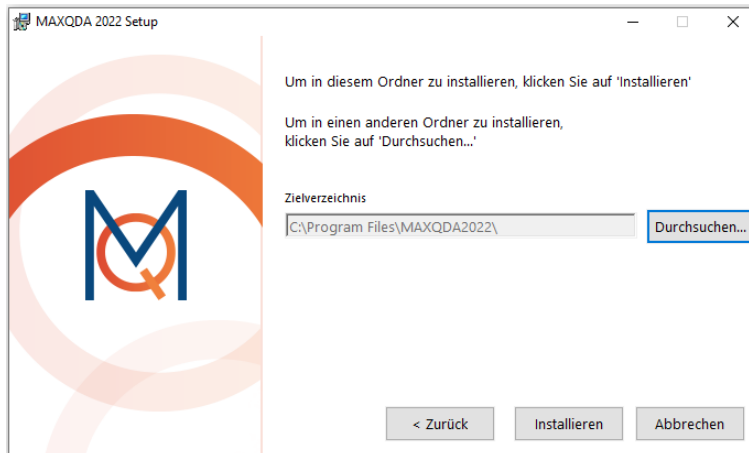 MAXQDA 2022 Setup
Um in diesem Ordner zu installieren, klicken Sie auf 'Installieren'
Um in einen anderen Ordner zu installieren,
klicken Sie auf 'Durchsuchen...'
Zielverzeichnis
C:\Program Files\MAXQDA2022\
Durchsuchen...
MQ
< Zurück
Installieren
Abbrechen